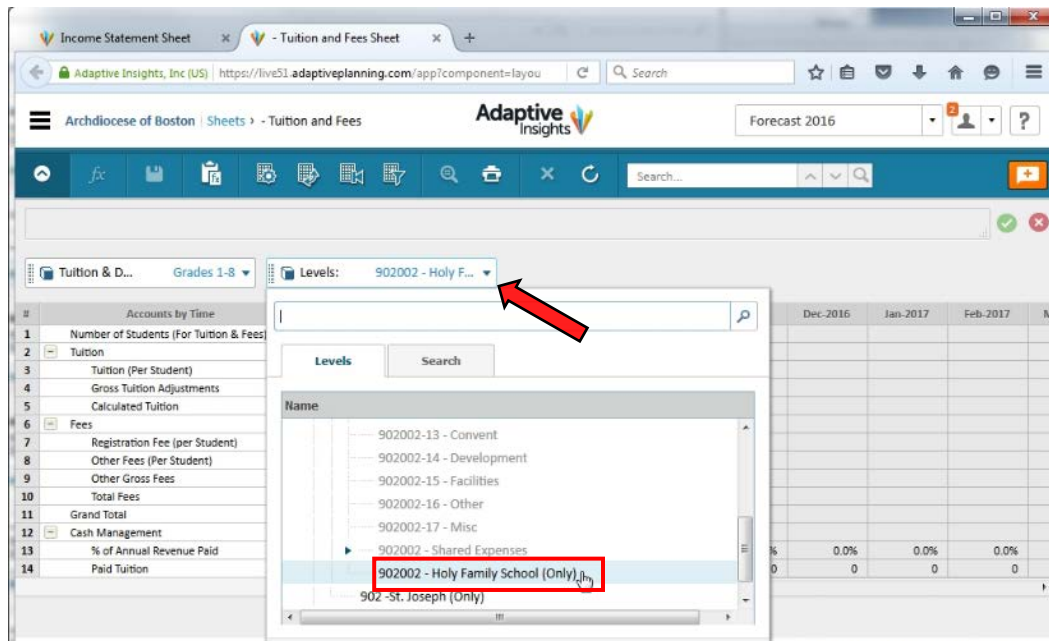 Income Statement Sheet × - Tuition and Fees Sheet × +
Adaptive Insights, Inc (US) https://live51.adaptiveplanning.com/app?component=layou Search
Archdiocese of Boston Sheets › - Tuition and Fees Adaptive Insights Forecast 2016 2 ?
fx fx Search...
Tuition & D... Grades 1-8 Levels: 902002 - Holy F...
# Accounts by Time Dec-2016 Jan-2017 Feb-2017
1 Number of Students (For Tuition & Fees)
2 Tuition
3 Tuition (Per Student)
4 Gross Tuition Adjustments
5 Calculated Tuition
6 Fees
7 Registration Fee (per Student)
8 Other Fees (Per Student)
9 Other Gross Fees
10 Total Fees
11 Grand Total
12 Cash Management
13 % of Annual Revenue Paid % 0.0% 0.0% 0.0%
14 Paid Tuition 0 0 0 0
Levels Search
Name
902002-13 - Convent
902002-14 - Development
902002-15 - Facilities
902002-16 - Other
902002-17 - Misc
902002 - Shared Expenses
902002 - Holy Family School (Only)
902 -St. Joseph (Only)